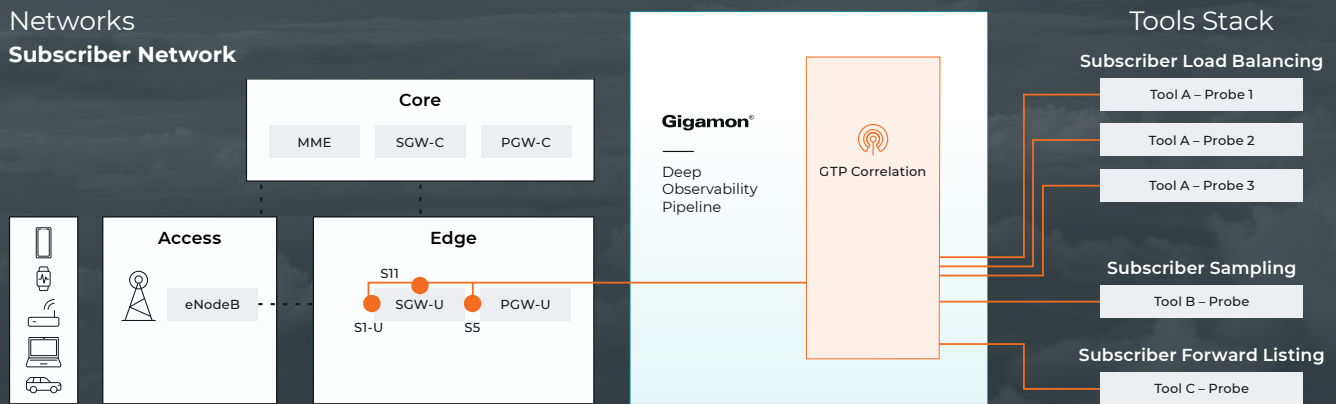 Networks
Subscriber Network
Core
MME
SGW-C
PGW-C
Access
eNodeB
Edge
S11
SGW-U
PGW-U
S1-U
S5
Gigamon®
Deep
Observability
Pipeline
GTP Correlation
Tools Stack
Subscriber Load Balancing
Tool A – Probe 1
Tool A – Probe 2
Tool A – Probe 3
Subscriber Sampling
Tool B – Probe
Subscriber Forward Listing
Tool C – Probe